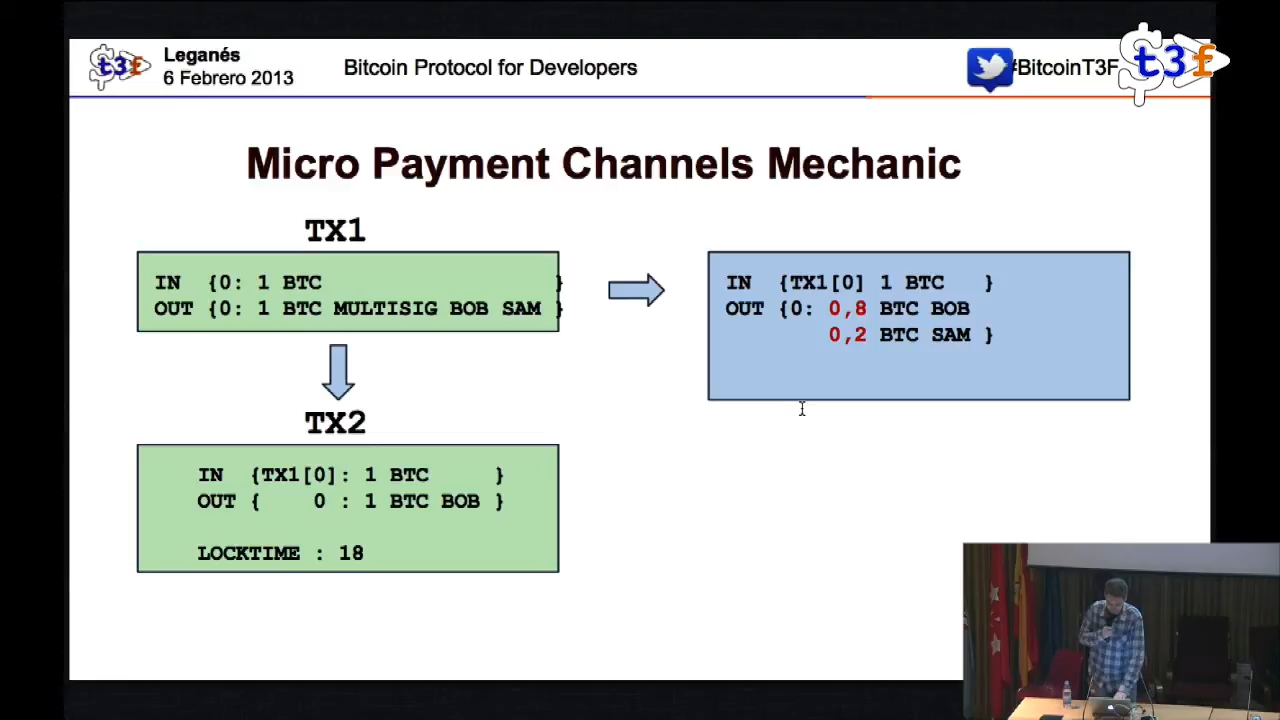 t3f
Leganés
6 Febrero 2013
Bitcoin Protocol for Developers
#BitcoinT3F
t3f
Micro Payment Channels Mechanic
TX1
IN {0: 1 BTC }
OUT {0: 1 BTC MULTISIG BOB SAM }
IN {TX1[0] 1 BTC }
OUT {0: 0,8 BTC BOB
0,2 BTC SAM }
TX2
IN {TX1[0]: 1 BTC }
OUT { 0 : 1 BTC BOB }
LOCKTIME : 18